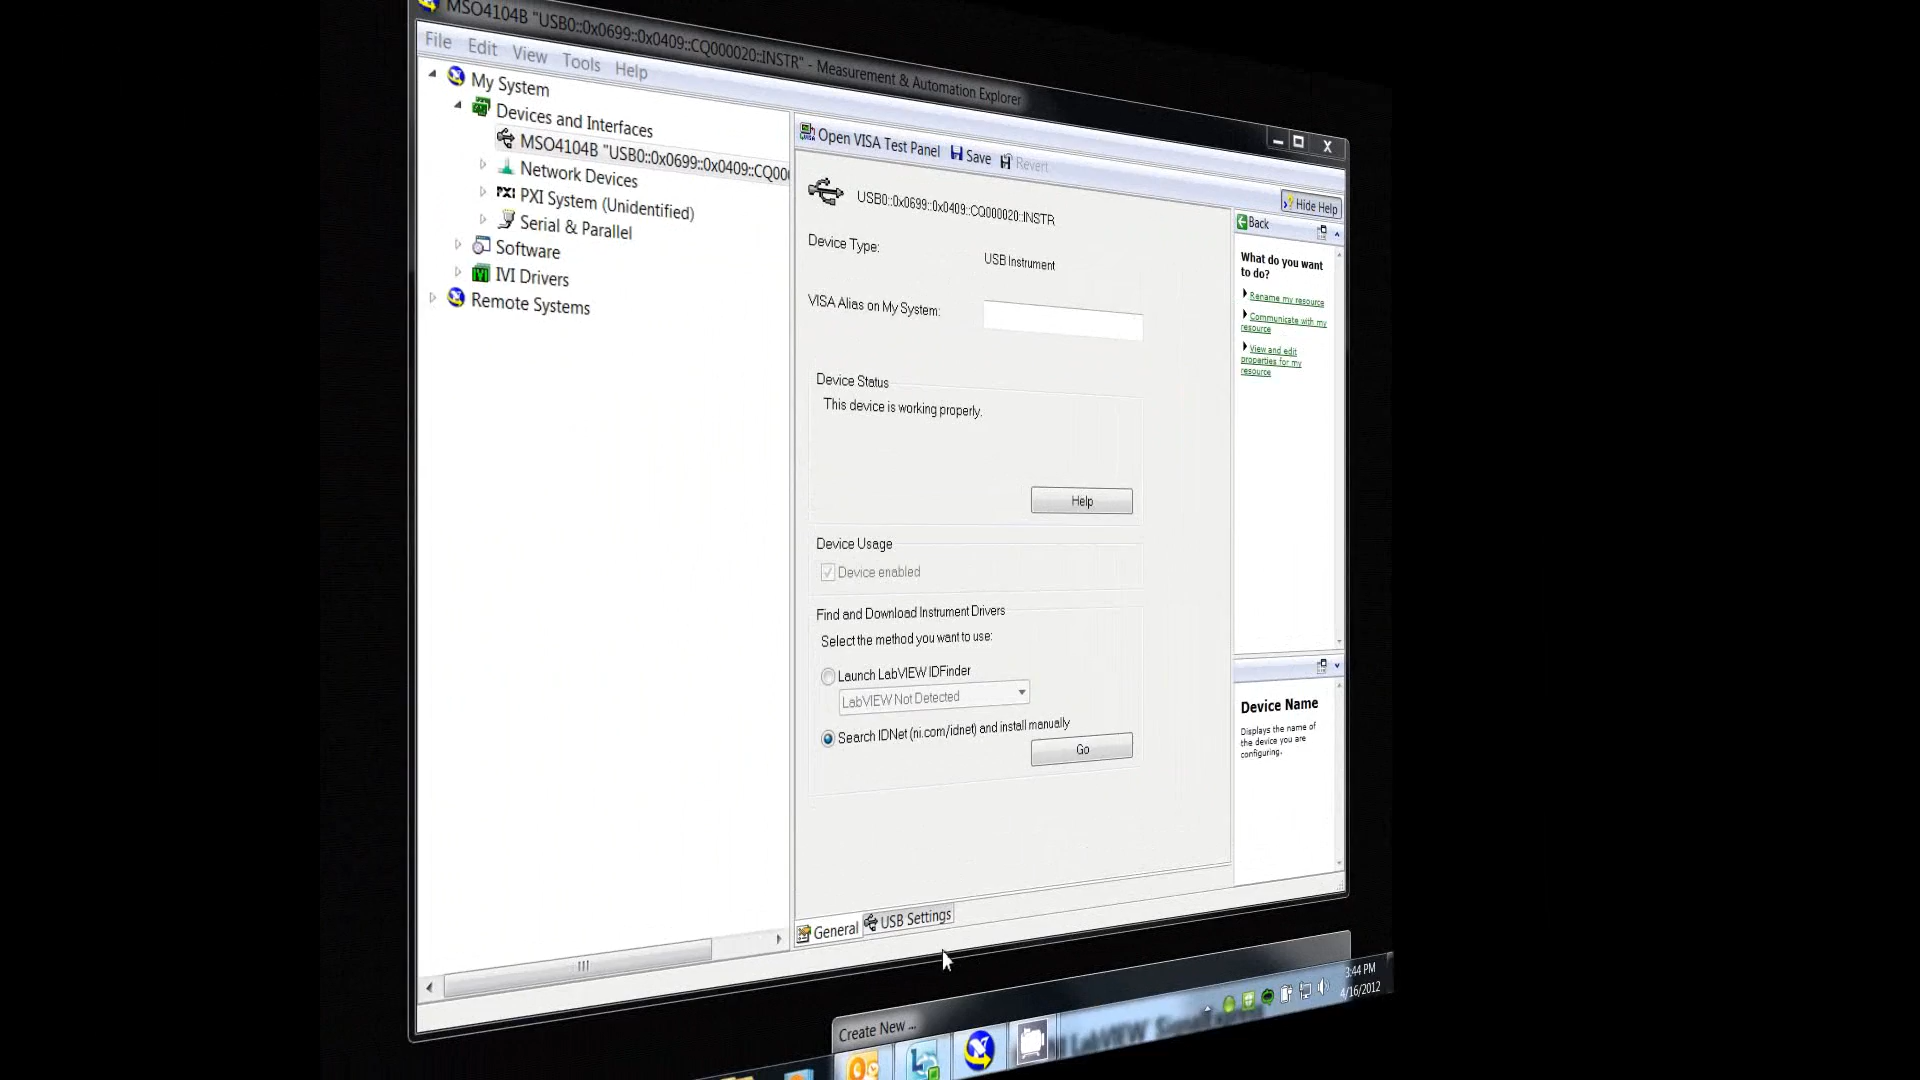 MSO4104B "USB0::0x0699::0x0409::CQ000020::INSTR" - Measurement & Automation Explorer
File Edit View Tools Help
My System
Devices and Interfaces
MSO4104B "USB0::0x0699::0x0409::CQ00
Network Devices
PXI PXI System (Unidentified)
Serial & Parallel
Software
IVI IVI Drivers
Remote Systems
Open VISA Test Panel Save Revert
Hide Help
USB0::0x0699::0x0409::CQ000020::INSTR
Device Type:
USB Instrument
VISA Alias on My System:
Device Status
This device is working properly.
Help
Device Usage
Device enabled
Find and Download Instrument Drivers
Select the method you want to use:
Launch LabVIEW IDFinder
LabVIEW Not Detected
Search IDNet (ni.com/idnet) and install manually
Go
General USB Settings
Back
What do you want
to do?
Rename my resource
Communicate with my
resource
View and edit
properties for my
resource
Device Name
Displays the name of
the device you are
configuring.
3:44 PM
4/16/2012
Create New ...
LabVIEW